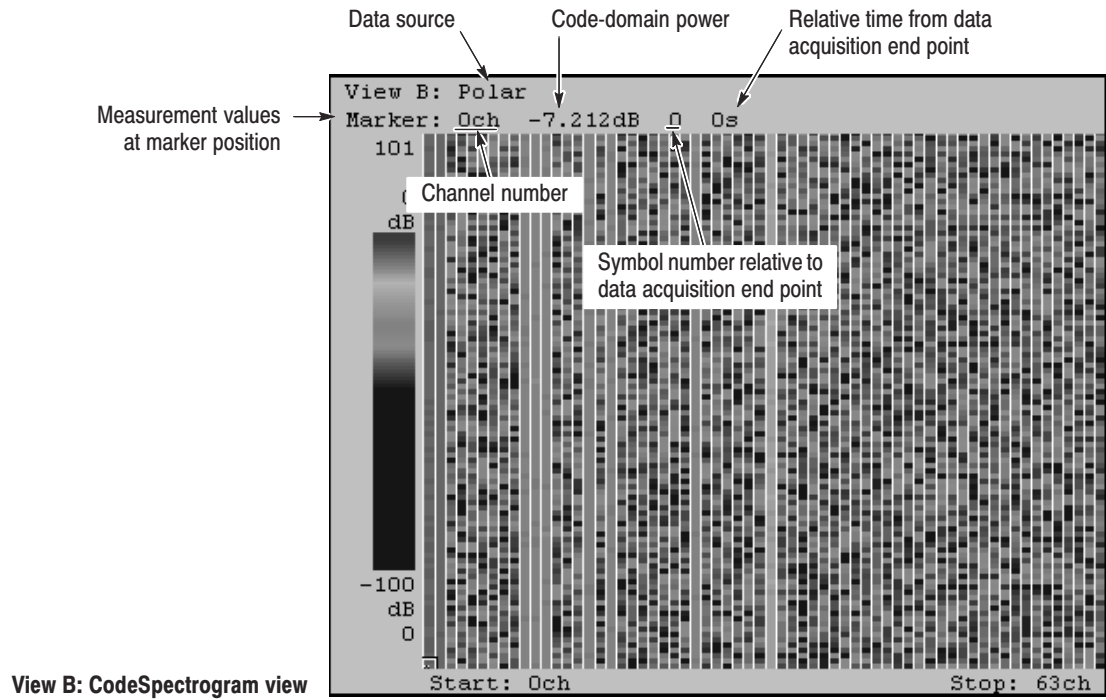 Data source
Code-domain power
Relative time from data
acquisition end point
Measurement values
at marker position
View B: Polar
Marker: 0ch -7.212dB 0 0s
101
Channel number
0
dB
Symbol number relative to
data acquisition end point
-100
dB
0
Start: 0ch
Stop: 63ch
View B: CodeSpectrogram view